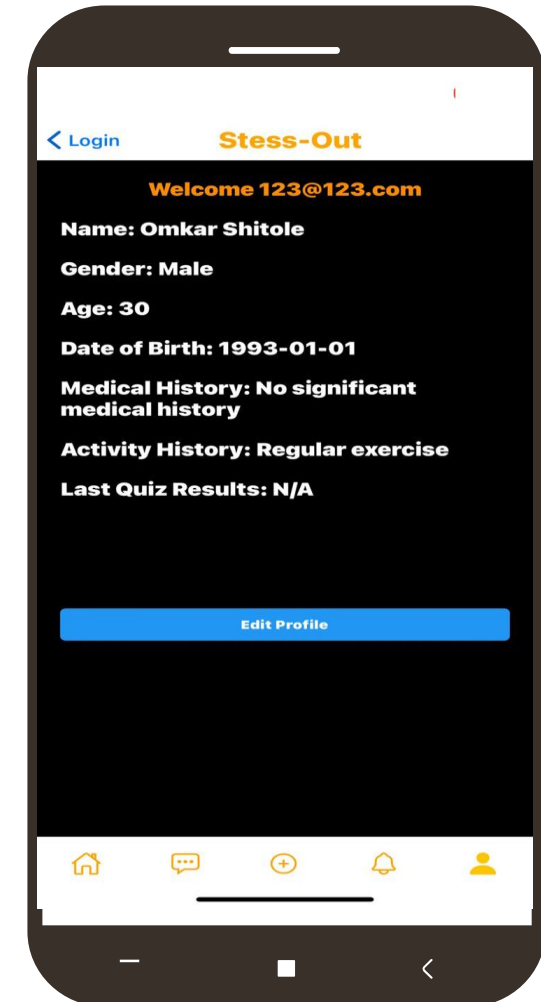 Login
Stess-Out
Welcome 123@123.com
Name: Omkar Shitole
Gender: Male
Age: 30
Date of Birth: 1993-01-01
Medical History: No significant
medical history
Activity History: Regular exercise
Last Quiz Results: N/A
Edit Profile